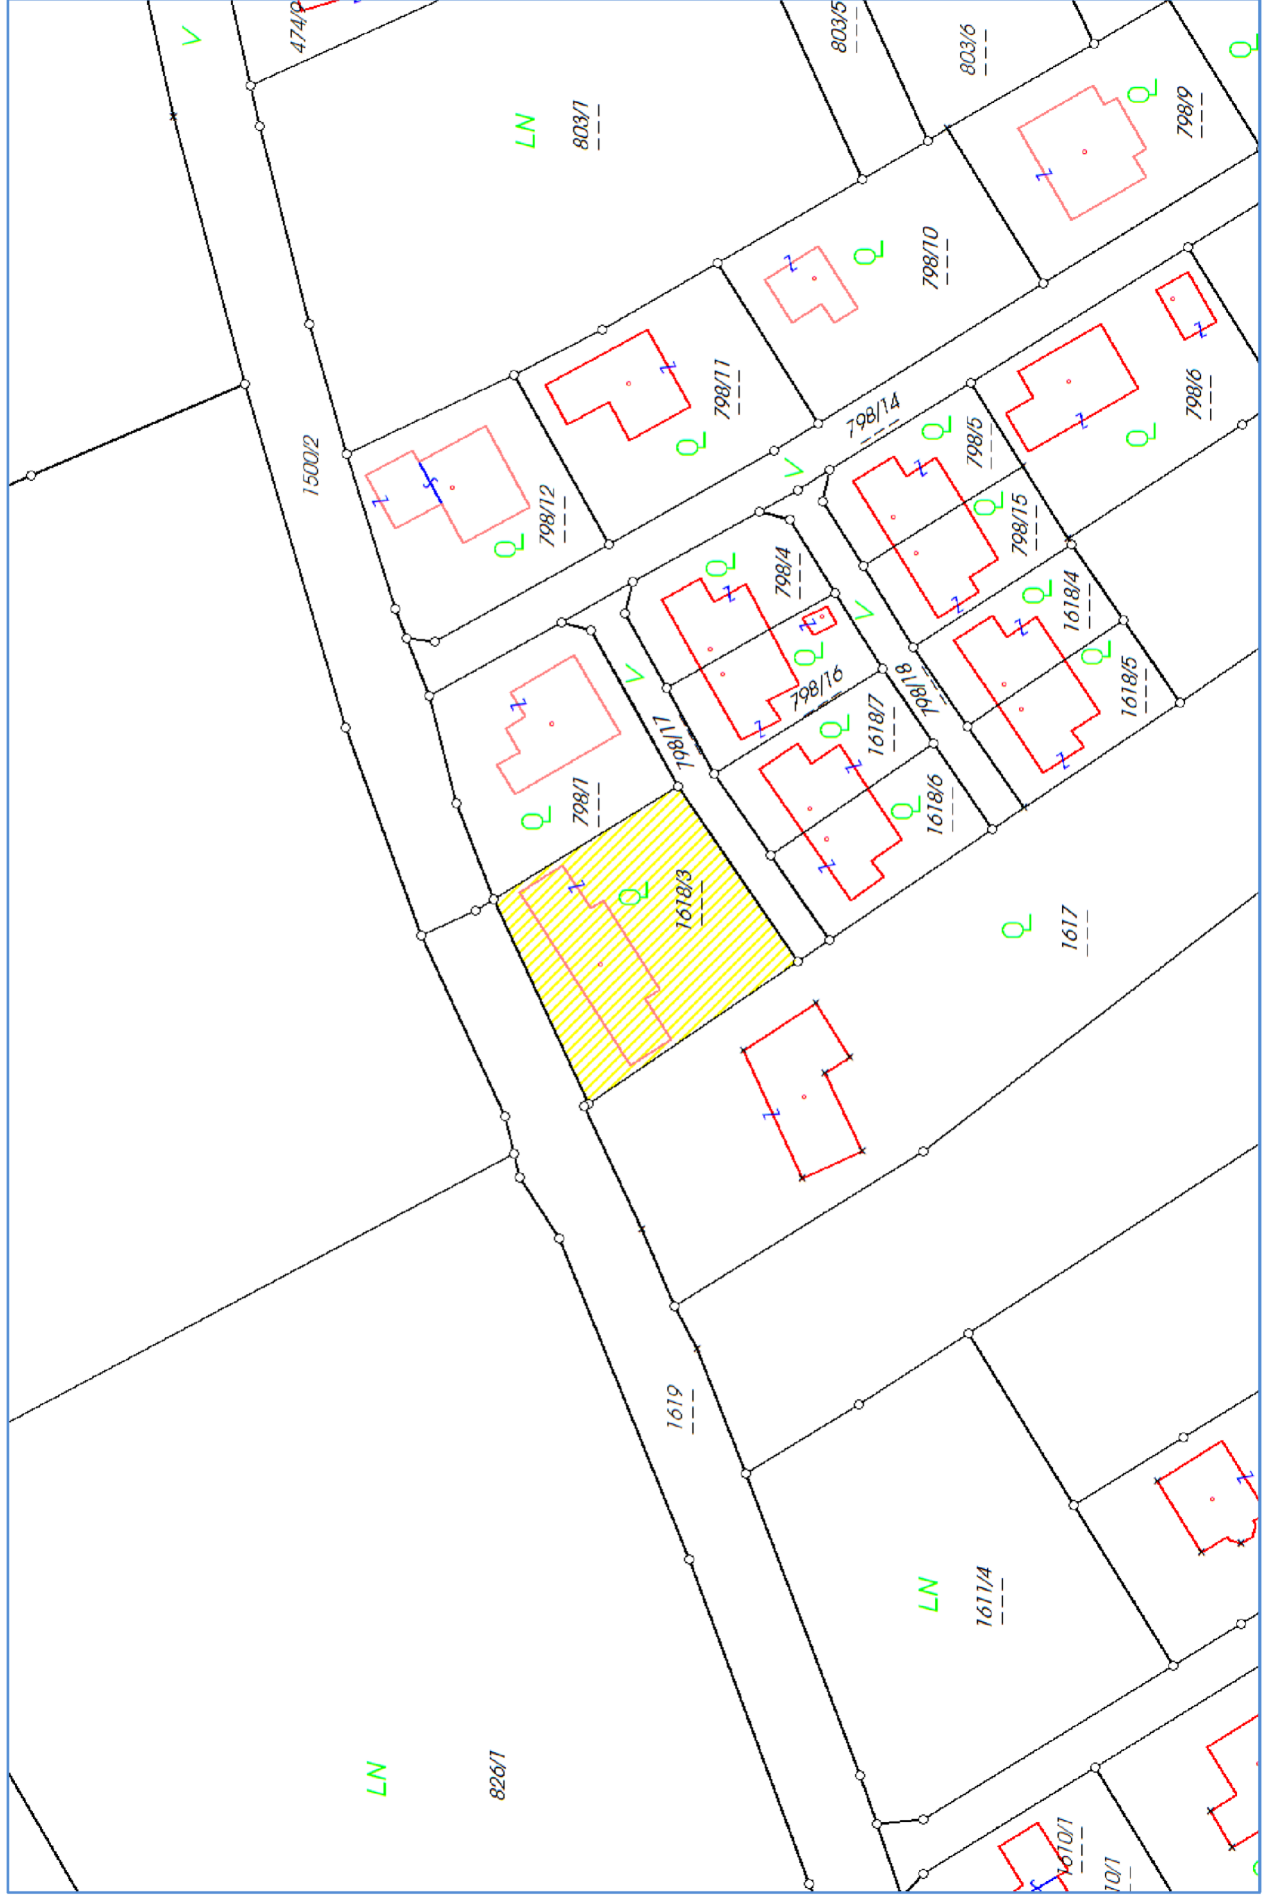 V
474/9
LN
803/1
803/5
803/6
Q
Q
798/9
Z
1500/2
Z
Q
798/10
Z
Q
798/11
Z
S
Q
798/12
V
798/14
Q
798/5
Z
Z
Q
798/6
Z
Q
798/15
Z
Q
798/4
Z
Z
Q
798/16
Z
V
798/18
Q
1618/4
Z
Q
1618/5
Z
V
798/17
Q
1618/7
Z
Q
1618/6
Z
Z
Q
798/1
Z
Q
1618/3
Q
1617
Z
1619
LN
1611/4
Z
LN
826/1
1610/1
10/1